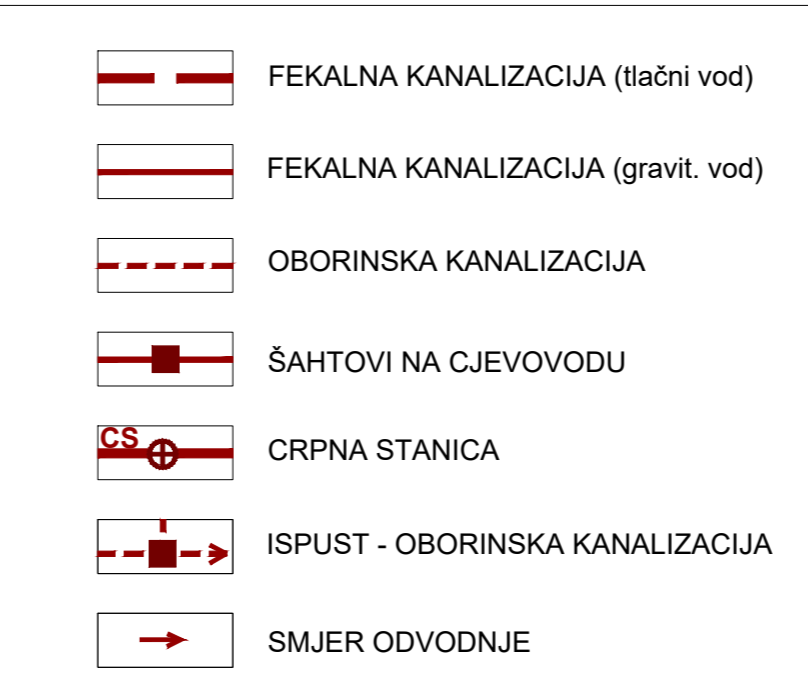 FEKALNA KANALIZACIJA (tlačni vod)
FEKALNA KANALIZACIJA (gravit. vod)
OBORINSKA KANALIZACIJA
ŠAHTOVI NA CJEVOVODU
CS CRPNA STANICA
ISPUST - OBORINSKA KANALIZACIJA
SMJER ODVODNJE